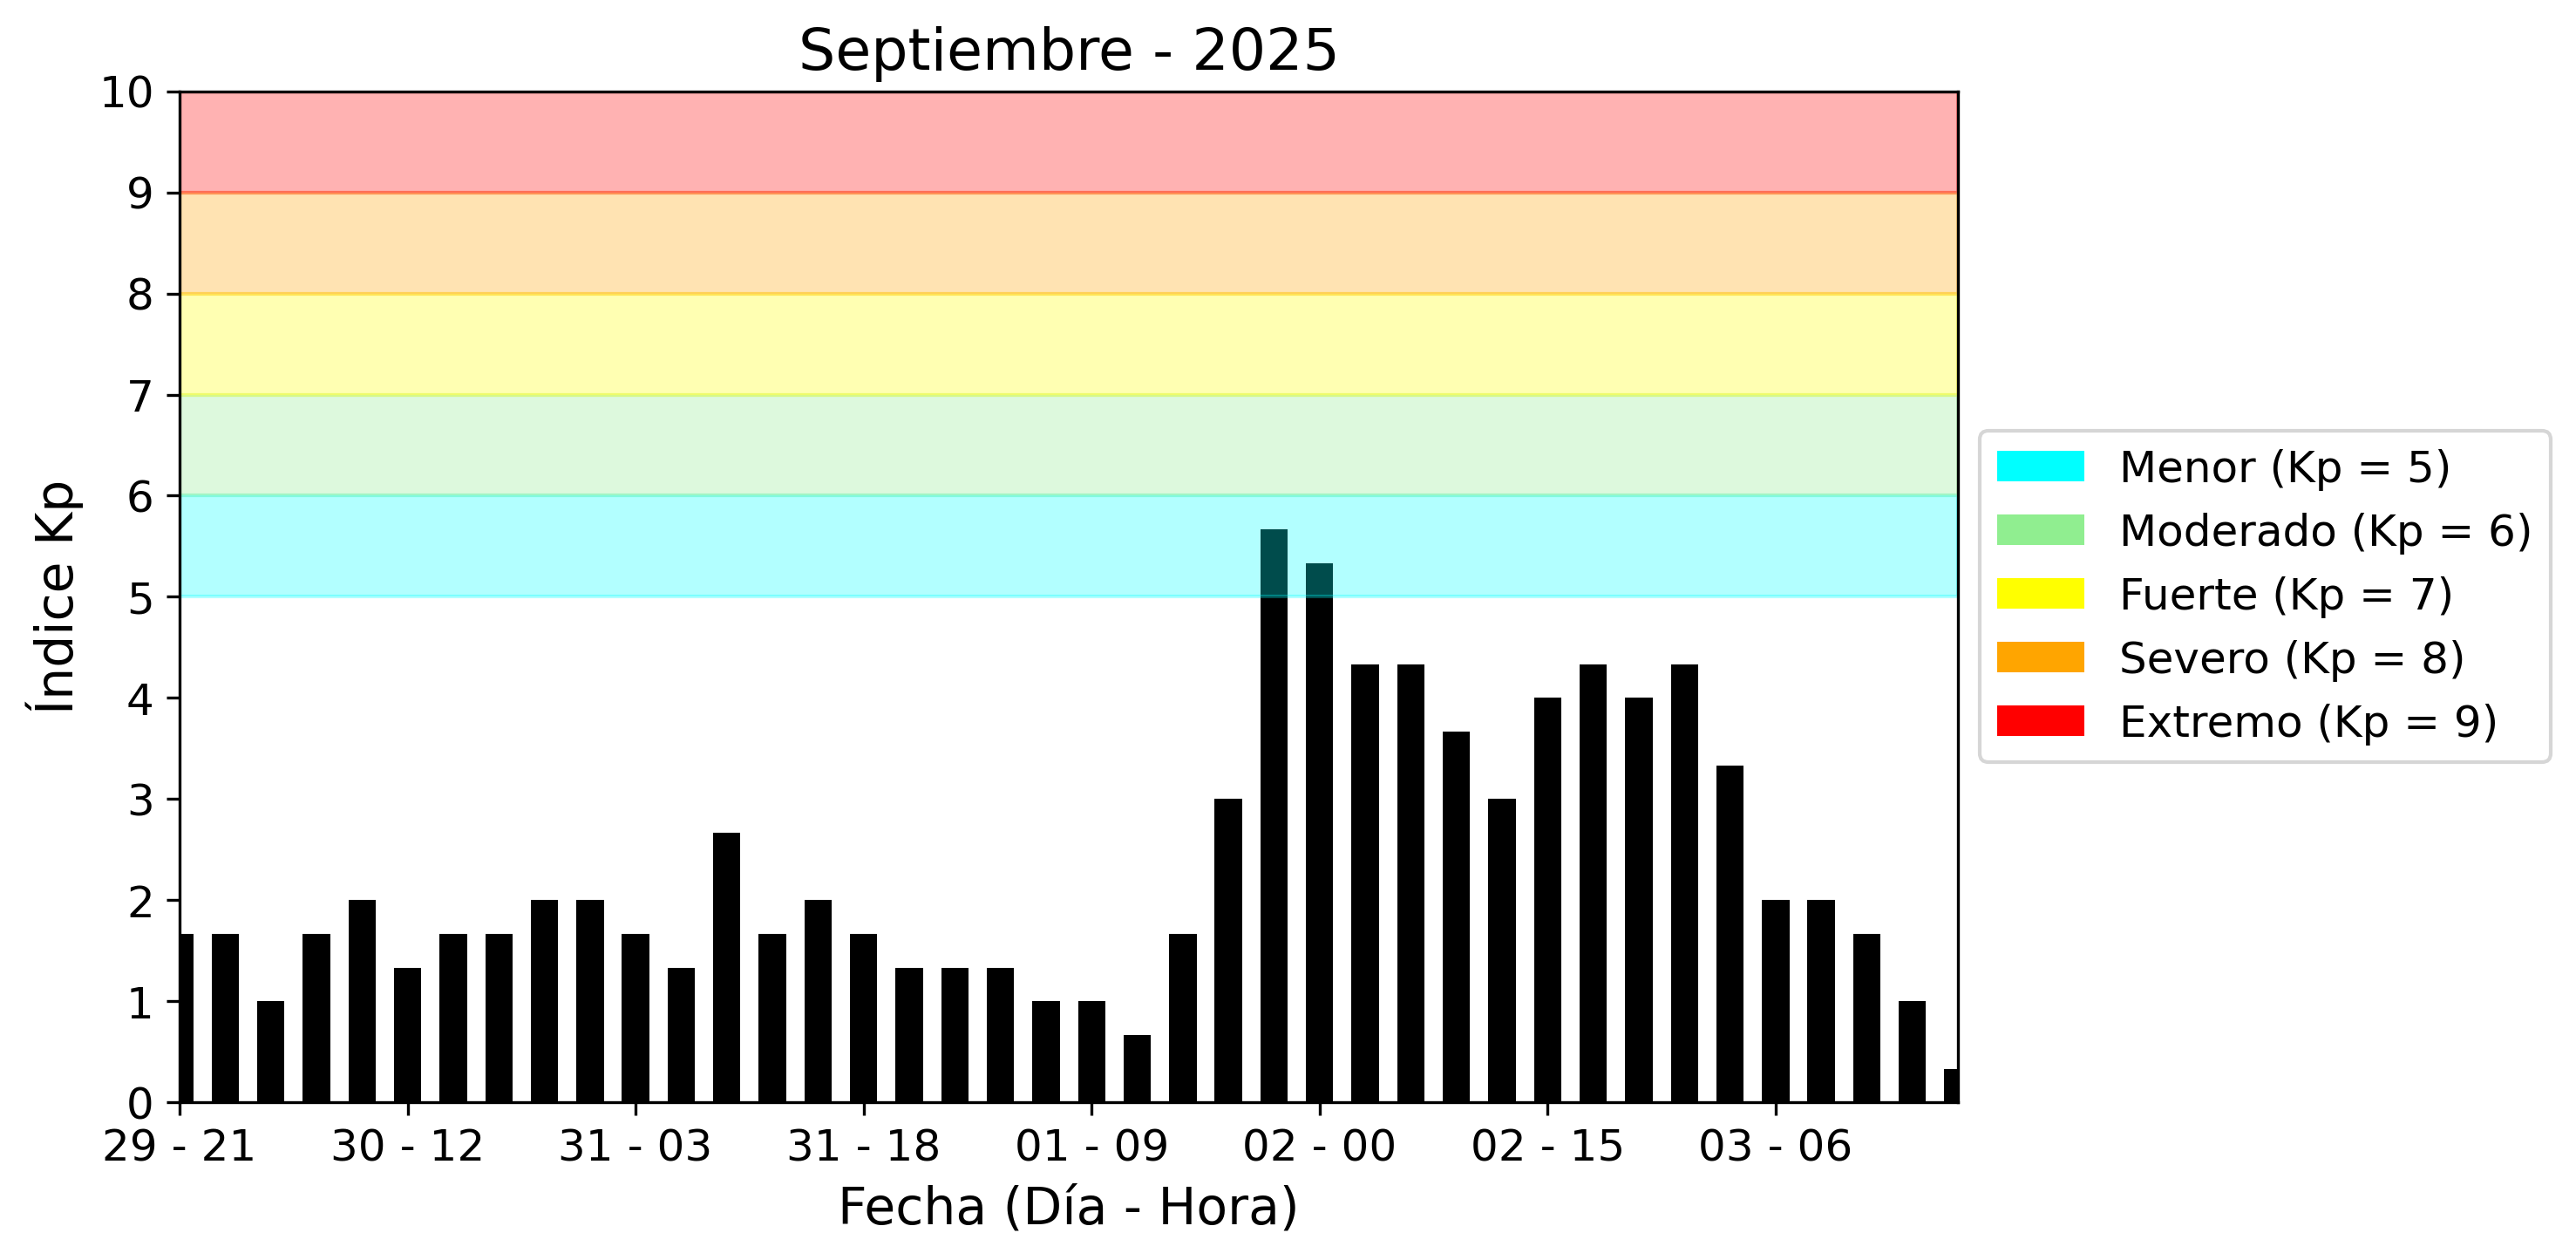 Septiembre - 2025
10
9
8
7
6
5
4
3
2
1
0
Índice Kp
29 - 21
30 - 12
31 - 03
31 - 18
01 - 09
02 - 00
02 - 15
03 - 06
Fecha (Día - Hora)
Menor (Kp = 5)
Moderado (Kp = 6)
Fuerte (Kp = 7)
Severo (Kp = 8)
Extremo (Kp = 9)